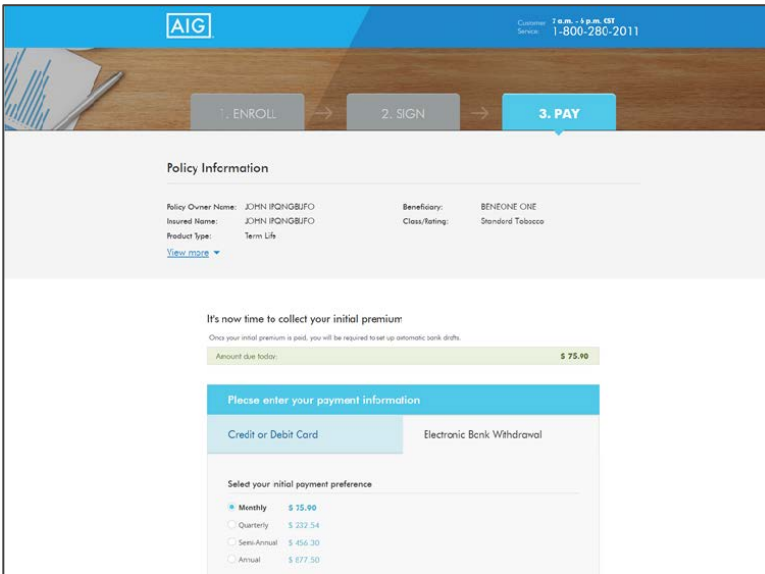 AIG
Customer Service 7 a.m. - 6 p.m. CST
1-800-280-2011
1. ENROLL
2. SIGN
3. PAY
Policy Information
Policy Owner Name: JOHN IPQNGBUFO
Beneficiary: BENEONE ONE
Insured Name: JOHN IPQNGBUFO
Class/Rating: Standard Tobacco
Product Type: Term Life
View more
It's now time to collect your initial premium
Once your initial premium is paid, you will be required to set up automatic bank drafts.
Amount due today: $ 75.90
Please enter your payment information
Credit or Debit Card
Electronic Bank Withdrawal
Select your initial payment preference
Monthly $ 75.90
Quarterly $ 232.54
Semi-Annual $ 456.30
Annual $ 877.50